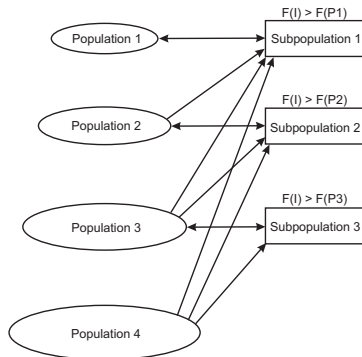 F(I) > F(P1)
Population 1
Subpopulation 1
F(I) > F(P2)
Population 2
Subpopulation 2
F(I) > F(P3)
Population 3
Subpopulation 3
Population 4